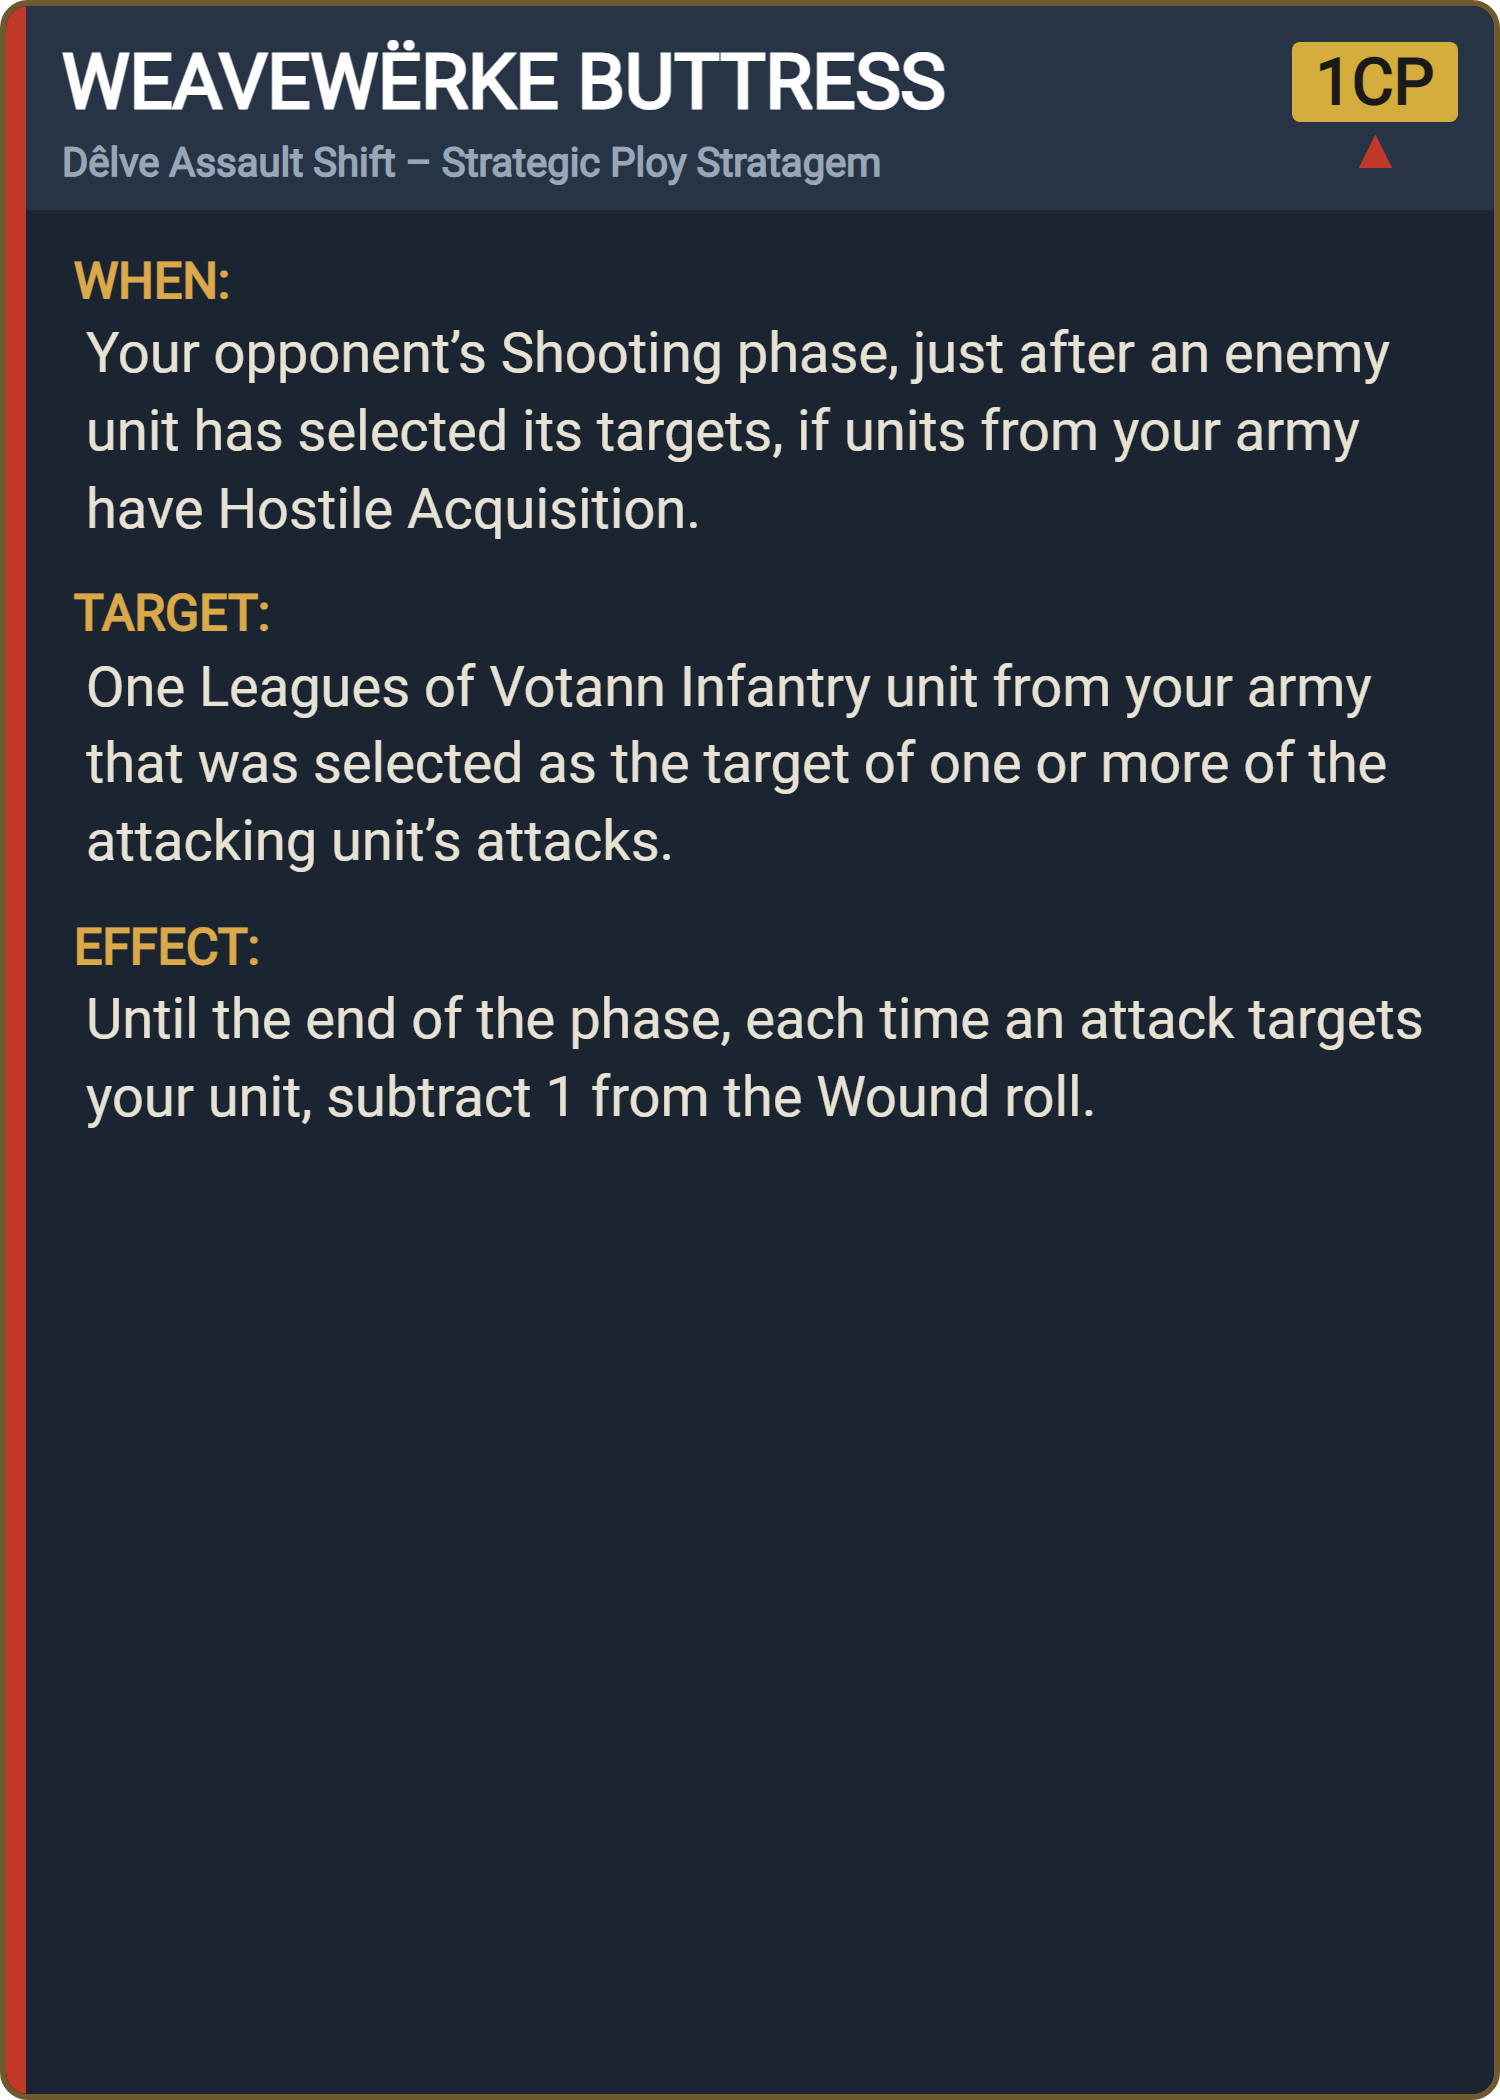 WEAVEWËRKE BUTTRESS
1CP
Dêlve Assault Shift – Strategic Ploy Stratagem
WHEN:
Your opponent’s Shooting phase, just after an enemy
unit has selected its targets, if units from your army
have Hostile Acquisition.
TARGET:
One Leagues of Votann Infantry unit from your army
that was selected as the target of one or more of the
attacking unit’s attacks.
EFFECT:
Until the end of the phase, each time an attack targets
your unit, subtract 1 from the Wound roll.